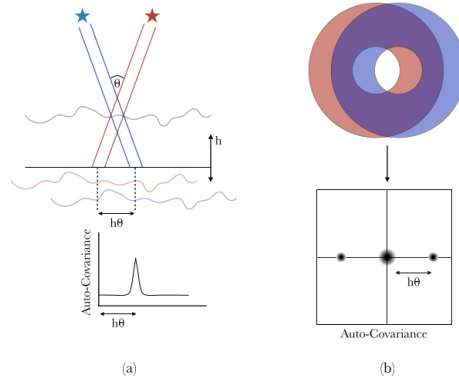 θ
h
hθ
Auto-Covariance
hθ
(a)
hθ
Auto-Covariance
(b)